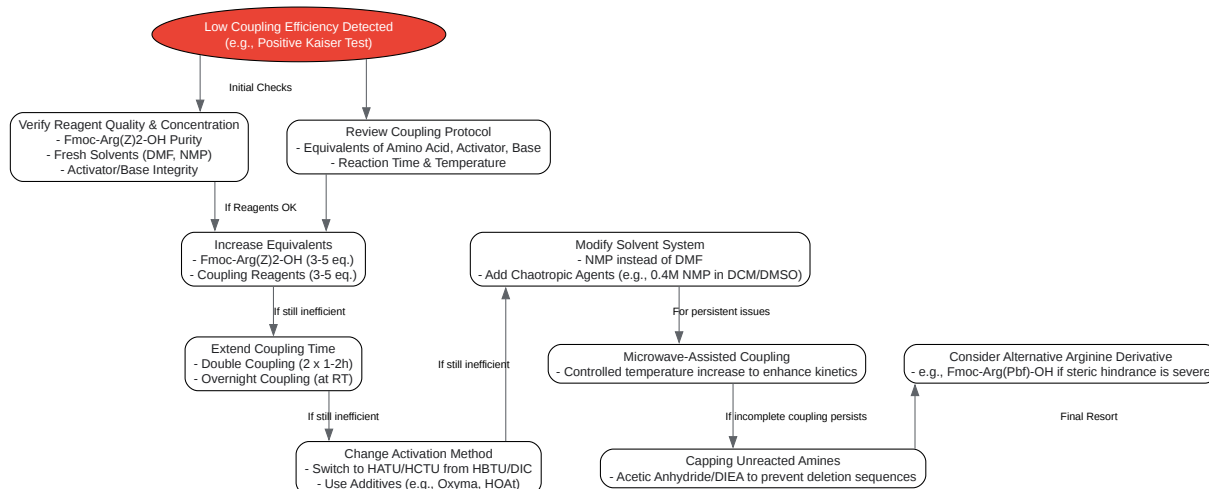 Low Coupling Efficiency Detected
(e.g., Positive Kaiser Test)
Initial Checks
Verify Reagent Quality & Concentration
- Fmoc-Arg(Z)2-OH Purity
- Fresh Solvents (DMF, NMP)
- Activator/Base Integrity
Review Coupling Protocol
- Equivalents of Amino Acid, Activator, Base
- Reaction Time & Temperature
If Reagents OK
Increase Equivalents
- Fmoc-Arg(Z)2-OH (3-5 eq.)
- Coupling Reagents (3-5 eq.)
If still inefficient
Extend Coupling Time
- Double Coupling (2 x 1-2h)
- Overnight Coupling (at RT)
If still inefficient
Change Activation Method
- Switch to HATU/HCTU from HBTU/DIC
- Use Additives (e.g., Oxyma, HOAt)
If still inefficient
Modify Solvent System
- NMP instead of DMF
- Add Chaotropic Agents (e.g., 0.4M NMP in DCM/DMSO)
For persistent issues
Microwave-Assisted Coupling
- Controlled temperature increase to enhance kinetics
If incomplete coupling persists
Capping Unreacted Amines
- Acetic Anhydride/DIEA to prevent deletion sequences
Final Resort
Consider Alternative Arginine Derivative
- e.g., Fmoc-Arg(Pbf)-OH if steric hindrance is severe